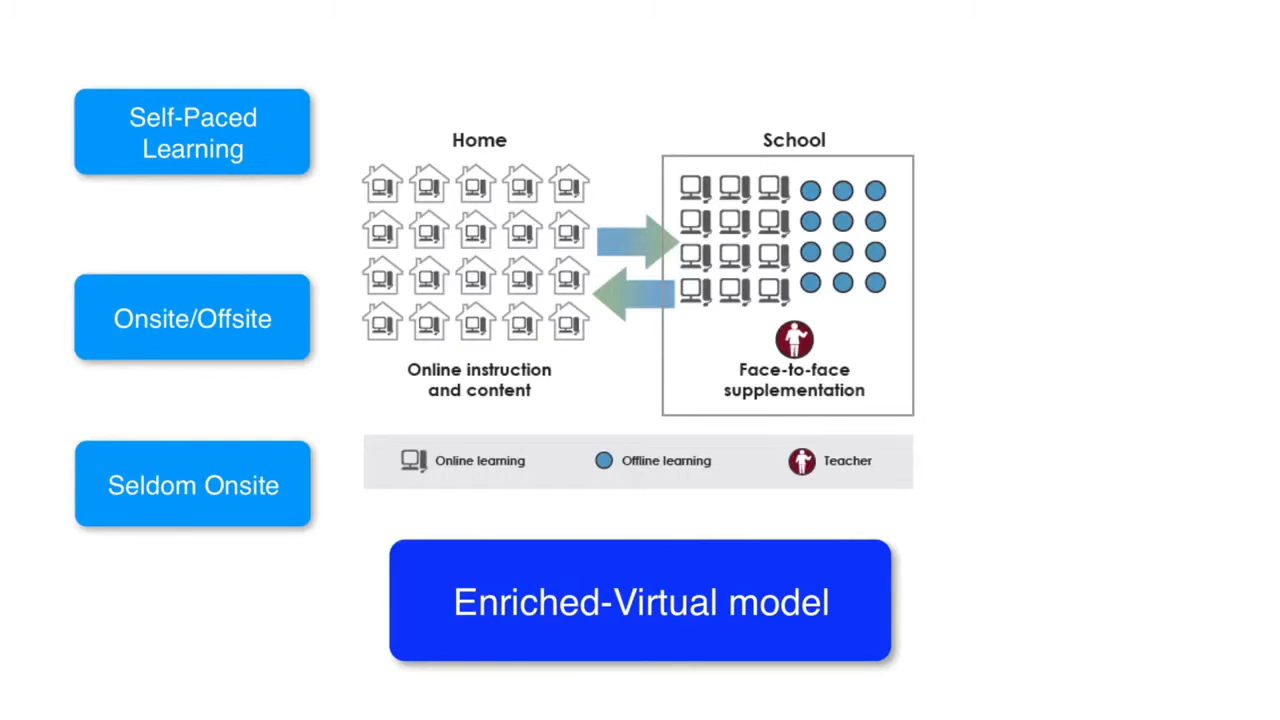 Self-Paced
Learning
Onsite/Offsite
Seldom Onsite
Home
School
Online instruction
and content
Face-to-face
supplementation
Online learning
Offline learning
Teacher
Enriched-Virtual model